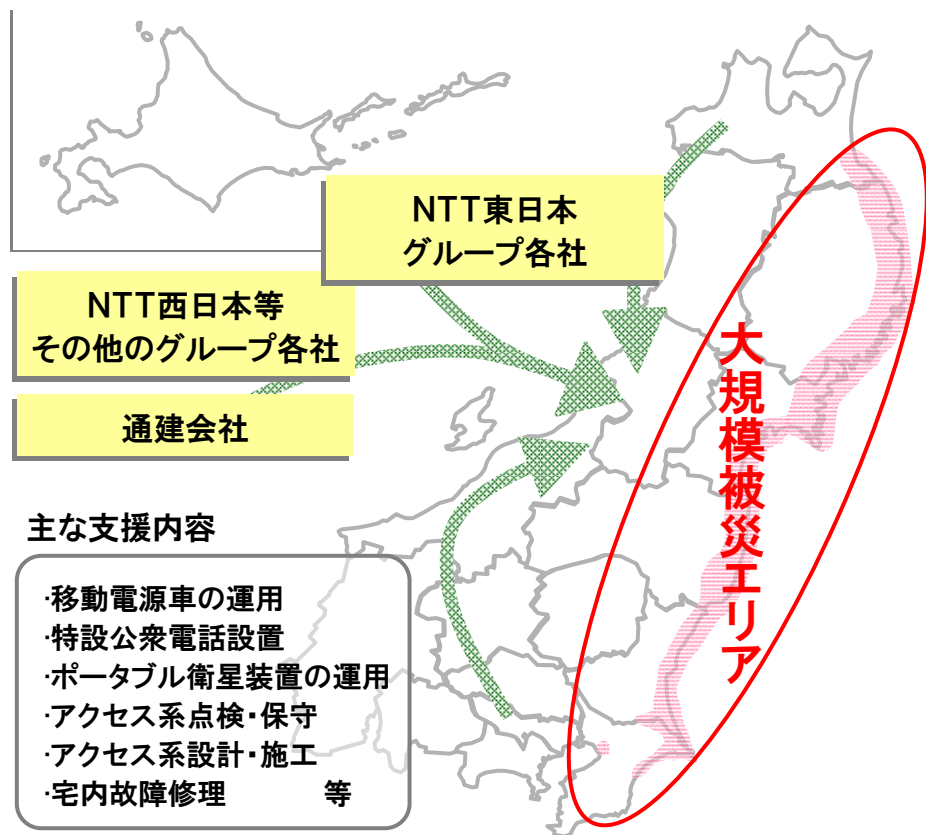 NTT東日本
グループ各社
NTT西日本等
その他のグループ各社
通建会社
大規模被災エリア
主な支援内容
･移動電源車の運用
･特設公衆電話設置
･ポータブル衛星装置の運用
･アクセス系点検・保守
･アクセス系設計・施工
･宅内故障修理　　　等